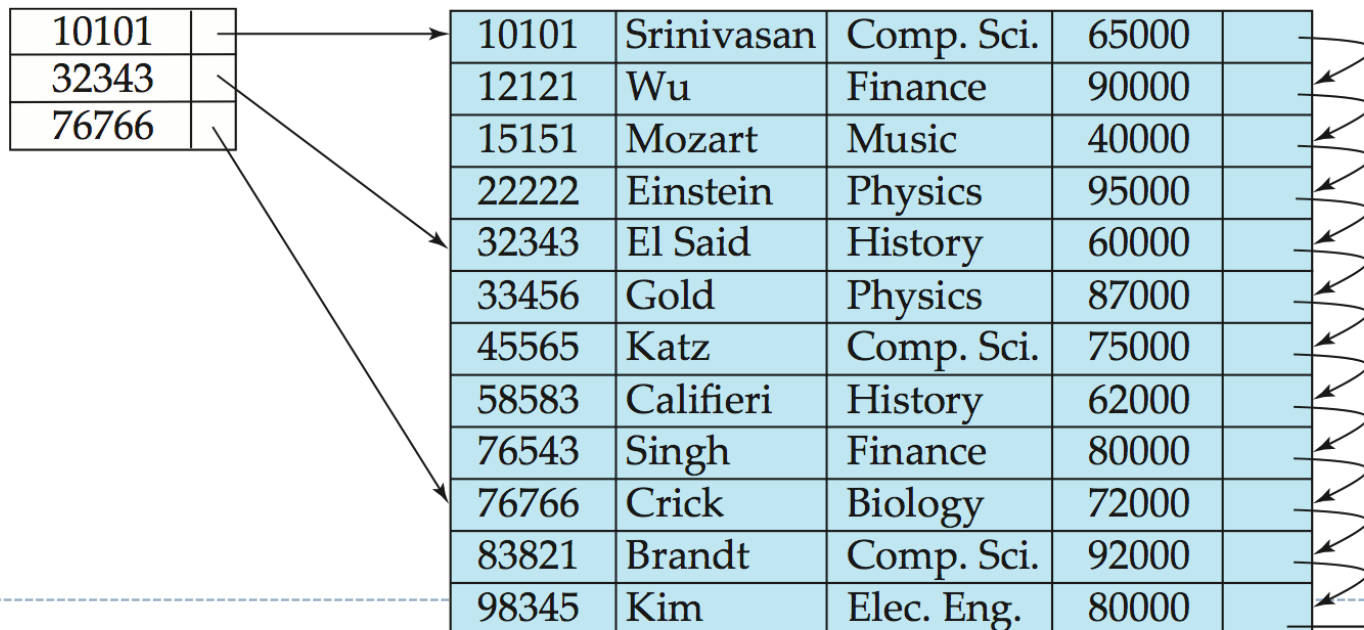 10101
32343
76766
10101 Srinivasan Comp. Sci. 65000
12121 Wu Finance 90000
15151 Mozart Music 40000
22222 Einstein Physics 95000
32343 El Said History 60000
33456 Gold Physics 87000
45565 Katz Comp. Sci. 75000
58583 Califieri History 62000
76543 Singh Finance 80000
76766 Crick Biology 72000
83821 Brandt Comp. Sci. 92000
98345 Kim Elec. Eng. 80000